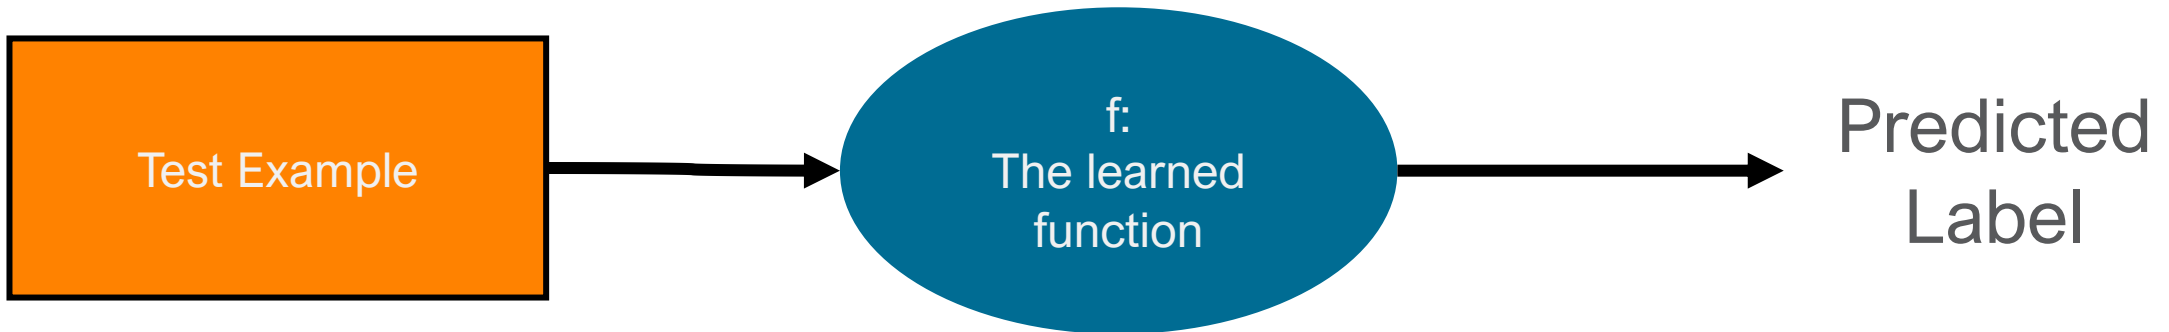 Test Example
f:
The learned
function
Predicted
Label